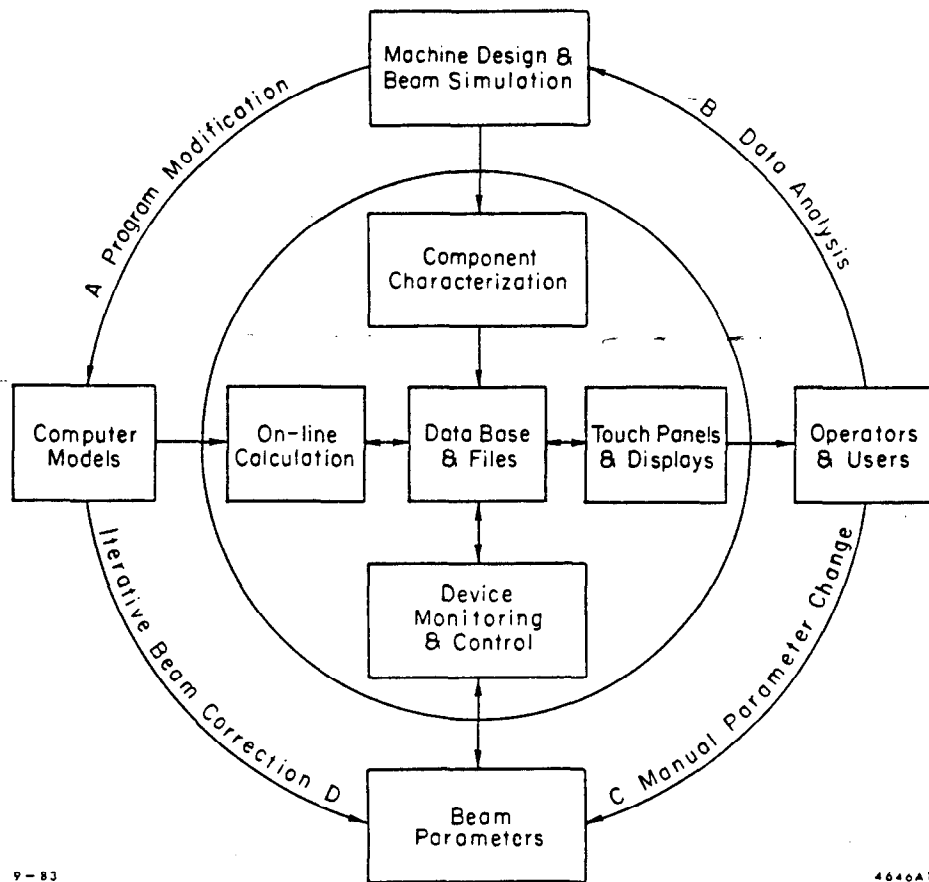 Machine Design &
Beam Simulation
A Program Modification
B Data Analysis
Component
Characterization
Computer
Models
On-line
Calculation
Data Base
& Files
Touch Panels
& Displays
Operators
& Users
Device
Monitoring
& Control
Iterative Beam Correction D
C Manual Parameter Change
Beam
Parameters
9-83